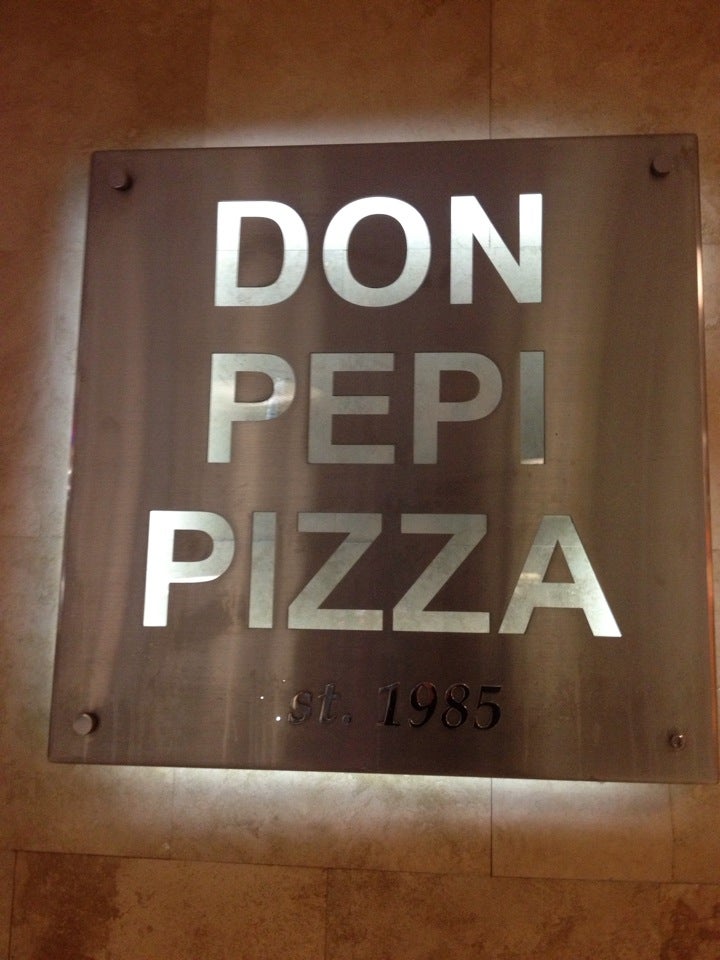 DON
PEPI
PIZZA
st. 1985